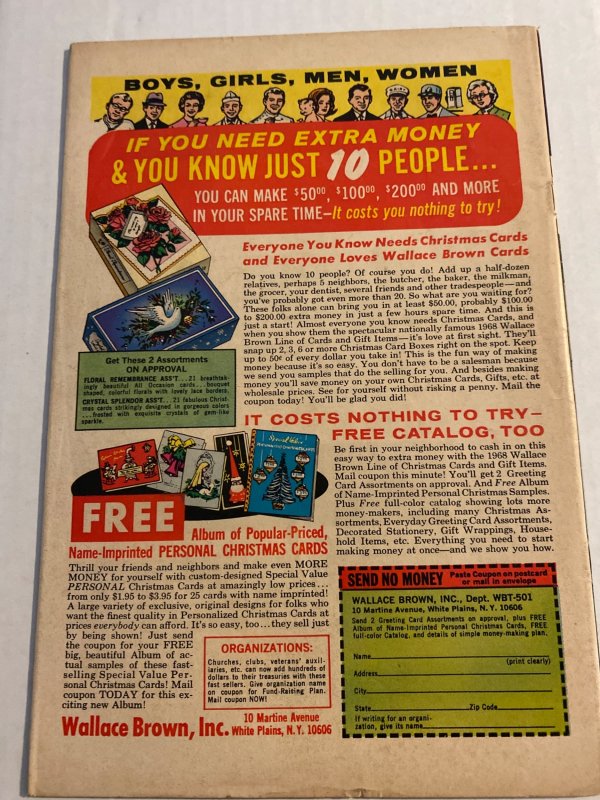 BOYS, GIRLS, MEN, WOMEN
IF YOU NEED EXTRA MONEY
& YOU KNOW JUST 10 PEOPLE...
YOU CAN MAKE $50⁰⁰, $100⁰⁰, $200⁰⁰ AND MORE
IN YOUR SPARE TIME—It costs you nothing to try!
Everyone You Know Needs Christmas Cards
and Everyone Loves Wallace Brown Cards
Do you know 10 people? Of course you do! Add up a half-dozen
relatives, perhaps 5 neighbors, the butcher, the baker, the milkman,
the grocer, your dentist, several friends and other tradespeople—and
you've probably got even more than 20. So what are you waiting for?
These folks alone can bring you in at least $50.00, probably $100.00
to $200.00 extra money in just a few hours spare time. And this is
just a start! Almost everyone you know needs Christmas Cards, and
when you show them the spectacular nationally famous 1968 Wallace
Brown Line of Cards and Gift Items—it's love at first sight. They'll
snap up 2, 3, 6 or more Christmas Card Boxes right on the spot. Keep
up to 50¢ of every dollar you take in! This is the fun way of making
money because it's so easy. You don't have to be a salesman because
we send you samples that do the selling for you. And besides making
money you'll save money on your own Christmas Cards, Gifts, etc. at
wholesale prices. See for yourself without risking a penny. Mail the
coupon today! You'll be glad you did!
Get These 2 Assortments
ON APPROVAL
FLORAL REMEMBRANCE ASS'T. . .21 breathtak-
ingly beautiful All Occasion cards. . . bouquet
shaped, colorful florals with lovely lace borders.
CRYSTAL SPLENDOR ASS'T. . .21 fabulous Christ-
mas cards strikingly designed in gorgeous colors
. . .frosted with exquisite crystals of gem-like
sparkle.
IT COSTS NOTHING TO TRY—
FREE CATALOG, TOO
Be first in your neighborhood to cash in on this
easy way to extra money with the 1968 Wallace
Brown Line of Christmas Cards and Gift Items.
Mail coupon this minute! You'll get 2 Greeting
Card Assortments on approval. And Free Album
of Name-Imprinted Personal Christmas Samples.
Plus Free full-color catalog showing lots more
money-makers, including many Christmas As-
sortments, Everyday Greeting Card Assortments,
Decorated Stationery, Gift Wrappings, House-
hold Items, etc. Everything you need to start
making money at once—and we show you how.
Special Value
FREE
Album of Popular-Priced,
Name-Imprinted PERSONAL CHRISTMAS CARDS
Thrill your friends and neighbors and make even MORE
MONEY for yourself with custom-designed Special Value
PERSONAL Christmas Cards at amazingly low prices...
from only $1.95 to $3.95 for 25 cards with name imprinted!
A large variety of exclusive, original designs for folks who
want the finest quality in Personalized Christmas Cards at
prices everybody can afford. It's so easy, too...they sell just
by being shown! Just send
the coupon for your FREE
big, beautiful Album of ac-
tual samples of these fast-
selling Special Value Per-
sonal Christmas Cards! Mail
coupon TODAY for this ex-
citing new Album!
ORGANIZATIONS:
Churches, clubs, veterans' auxil-
iaries, etc. can now add hundreds of
dollars to their treasuries with these
fast sellers. Give organization name
on coupon for Fund-Raising Plan.
Mail coupon NOW!
Wallace Brown, Inc. 10 Martine Avenue
White Plains, N.Y. 10606
SEND NO MONEY Paste Coupon on postcard
or mail in envelope
WALLACE BROWN, INC., Dept. WBT-501
10 Martine Avenue, White Plains, N. Y. 10606
Send 2 Greeting Card Assortments on approval, plus FREE
Album of Name-Imprinted Personal Christmas Cards, FREE
full-color Catalog, and details of simple money-making plan.
Name
(print clearly)
Address
City
State Zip Code
If writing for an organi-
zation, give its name